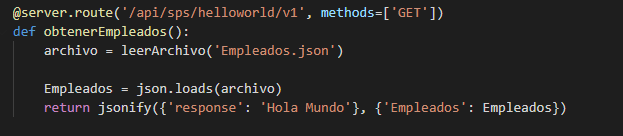 @server.route('/api/sps/helloworld/v1', methods=['GET'])
def obtenerEmpleados():
    archivo = leerArchivo('Empleados.json')

    Empleados = json.loads(archivo)
    return jsonify({'response': 'Hola Mundo'}, {'Empleados': Empleados})